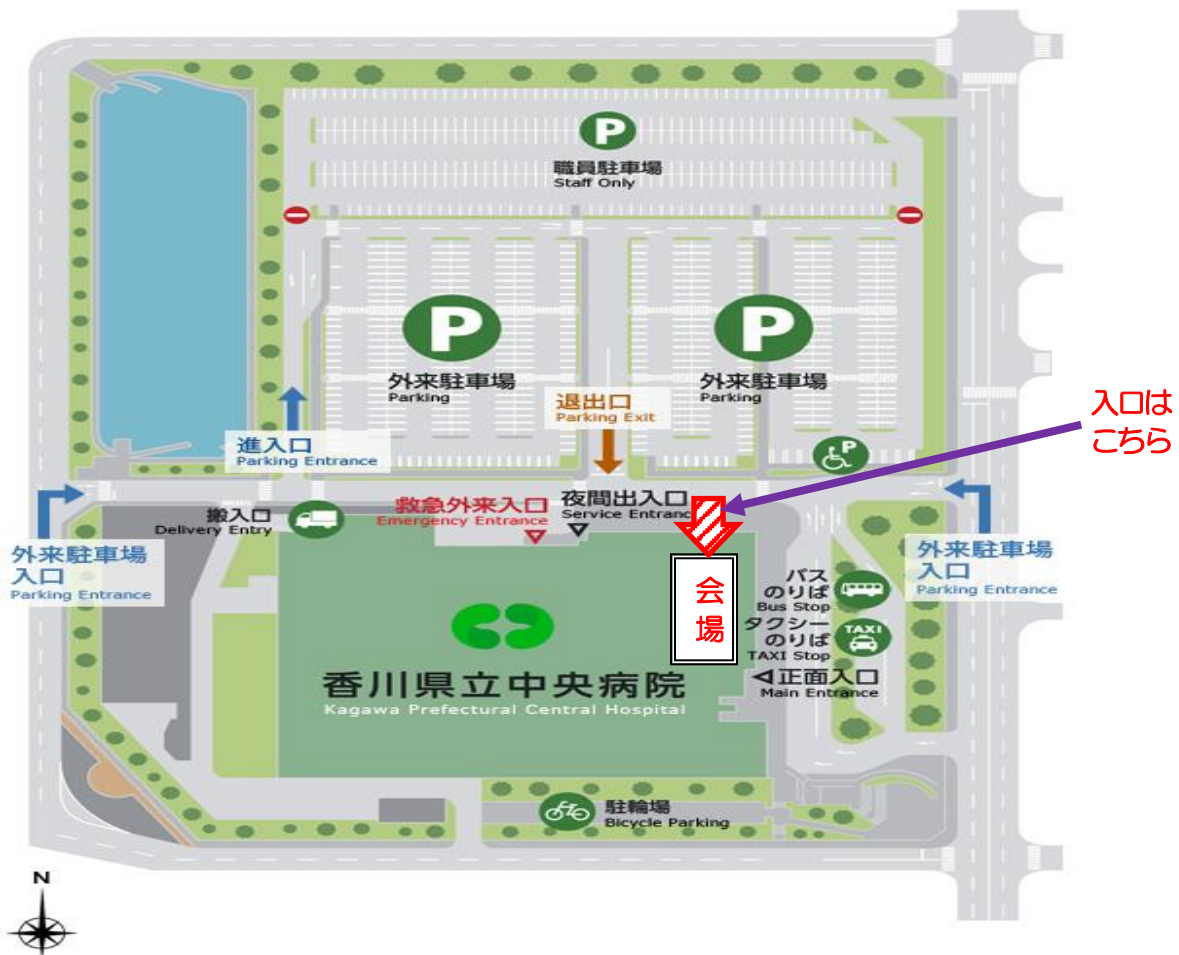 P
職員駐車場
Staff Only
P
外来駐車場
Parking
P
外来駐車場
Parking
入口は
こちら
退出口
Parking Exit
進入口
Parking Entrance
P
搬入口
Delivery Entry
救急外来入口
Emergency Entrance
夜間出入口
Service Entranc
外来駐車場
入口
Parking Entrance
外来駐車場
入口
Parking Entrance
会
場
バス
のりば
Bus Stop
タクシー
のりば
TAXI Stop
TAXI
◁正面入口
Main Entrance
香川県立中央病院
Kagawa Prefectural Central Hospital
駐輪場
Bicycle Parking
N